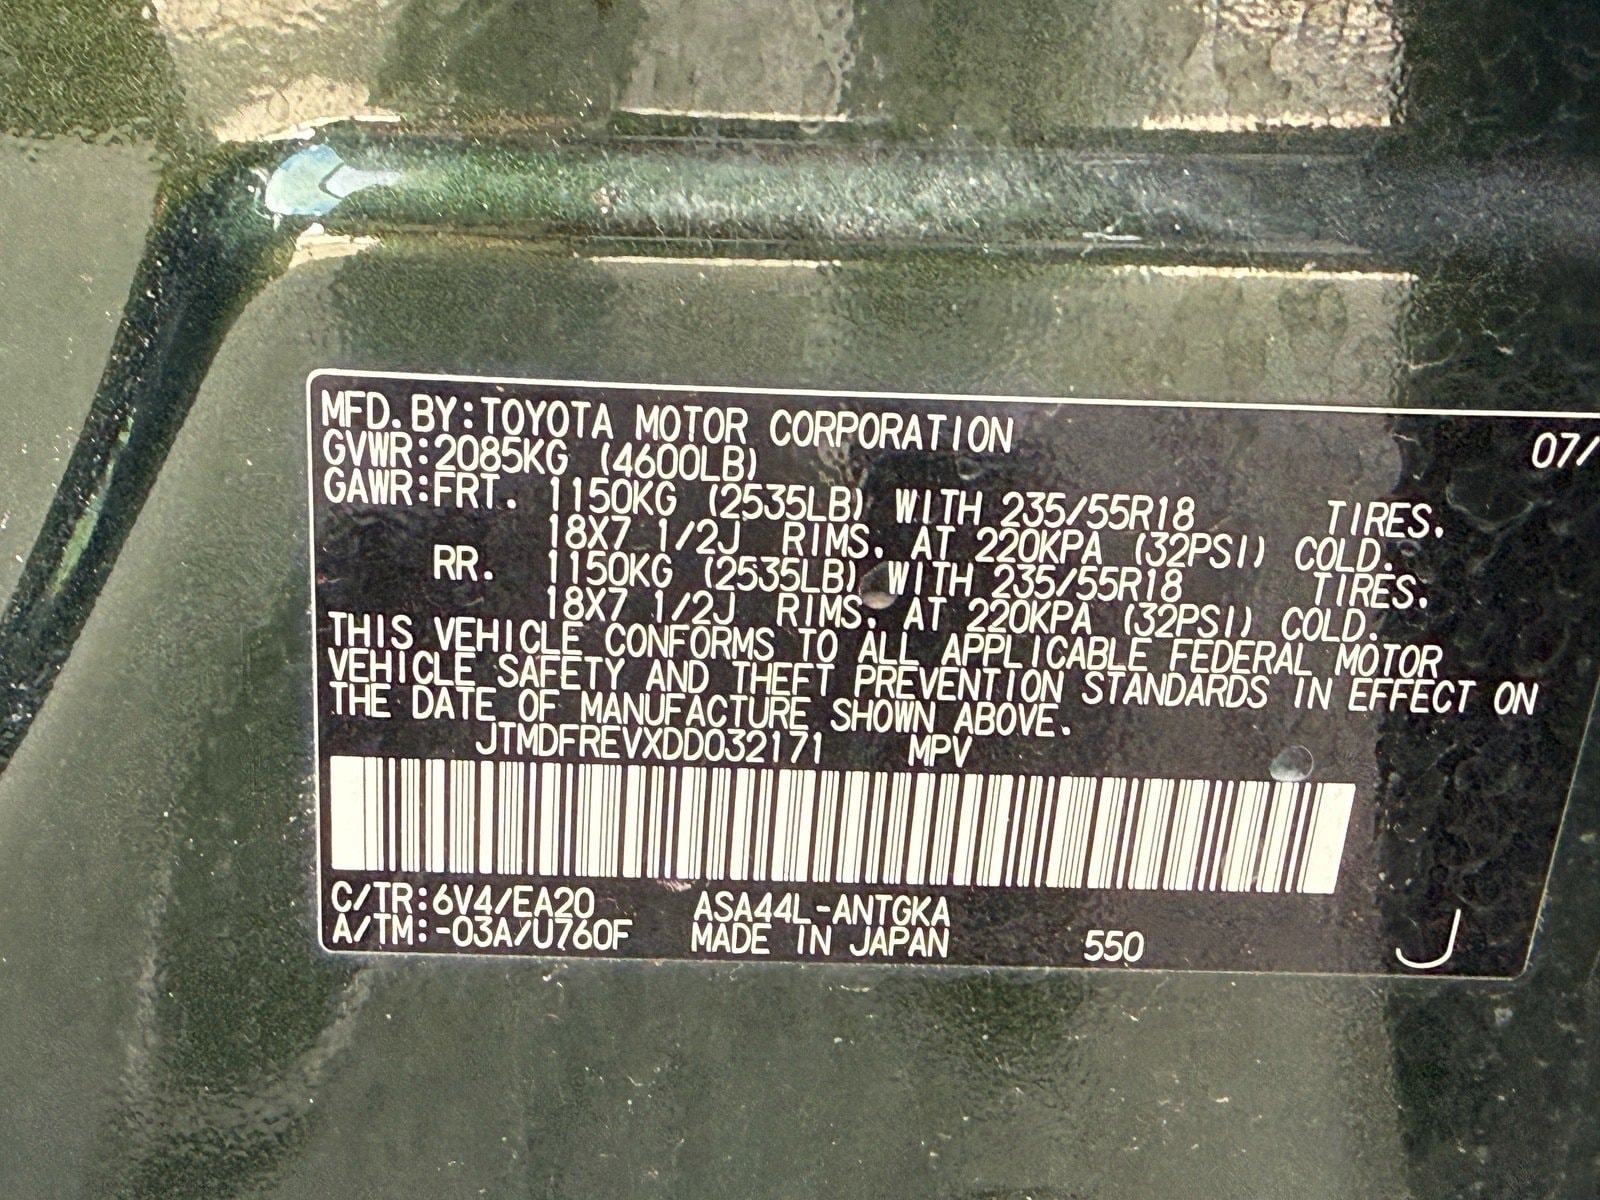 MFD. BY:TOYOTA MOTOR CORPORATION 07/
GVWR:2085KG (4600LB)
GAWR:FRT. 1150KG (2535LB) WITH 235/55R18 TIRES.
18X7 1/2J RIMS. AT 220KPA (32PSI) COLD.
RR. 1150KG (2535LB) WITH 235/55R18 TIRES.
18X7 1/2J RIMS. AT 220KPA (32PSI) COLD.
THIS VEHICLE CONFORMS TO ALL APPLICABLE FEDERAL MOTOR
VEHICLE SAFETY AND THEFT PREVENTION STANDARDS IN EFFECT ON
THE DATE OF MANUFACTURE SHOWN ABOVE.
JTMDFREVXDD032171 MPV
C/TR:6V4/EA20 ASA44L-ANTGKA
A/TM:-03A/U760F MADE IN JAPAN 550 J